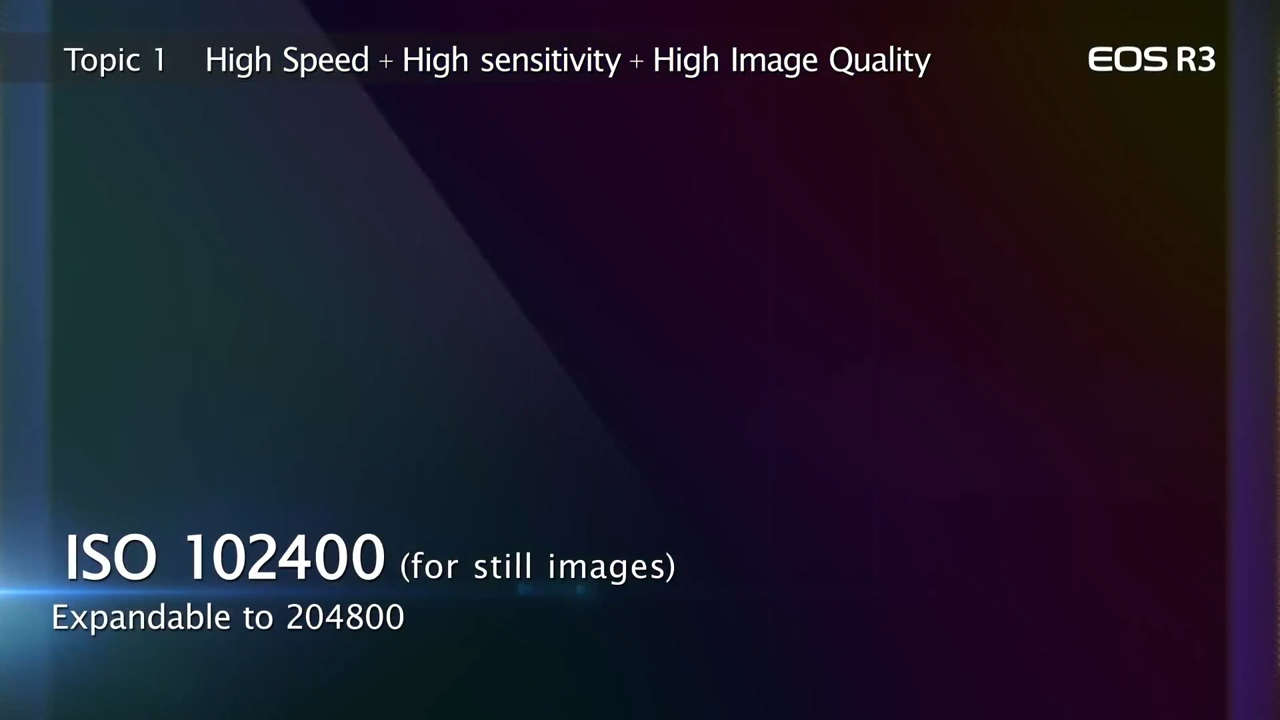 Topic 1 High Speed + High sensitivity + High Image Quality
EOS R3
ISO 102400 (for still images)
Expandable to 204800